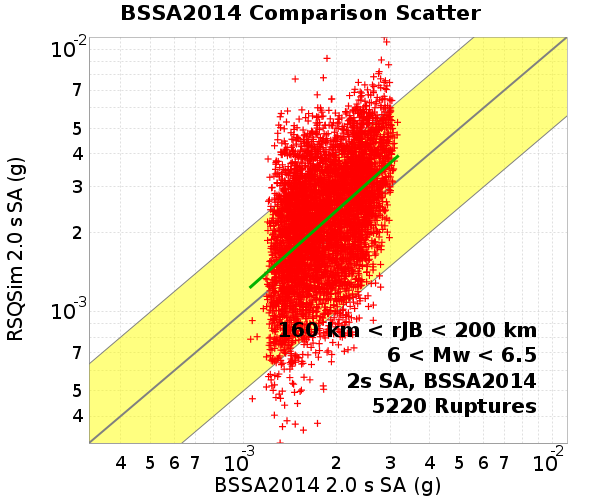 BSSA2014 Comparison Scatter
RSQSim 2.0 s SA (g)
10-2
7
5
4
3
2
10-3
7
5
4
160 km < rJB < 200 km
6 < Mw < 6.5
2s SA, BSSA2014
5220 Ruptures
4 5 6 7 10-3 2 3 4 5 6 7 10-2
BSSA2014 2.0 s SA (g)